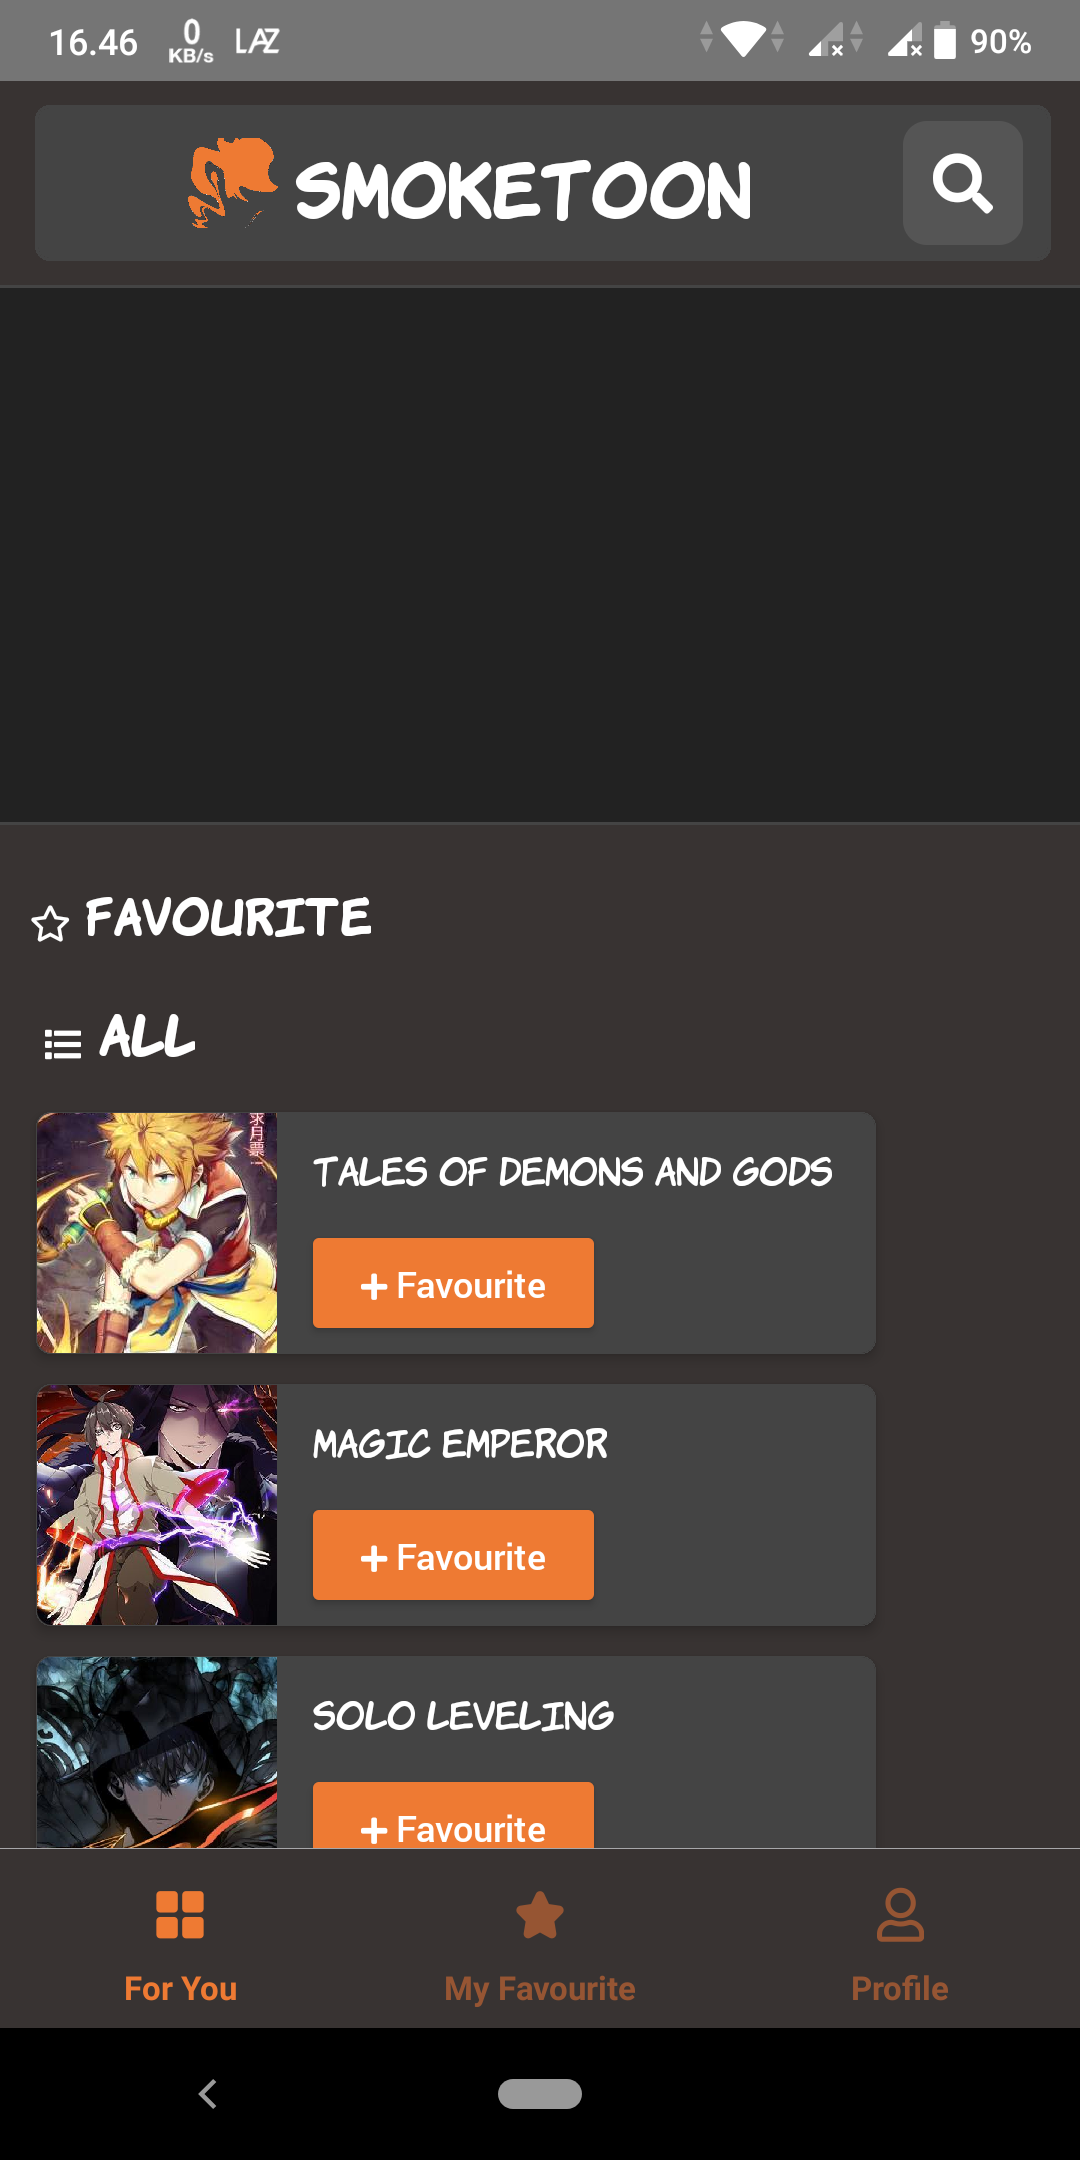 16.46 0 KB/s LAZ 90%
SMOKETOON
FAVOURITE
ALL
求月票
TALES OF DEMONS AND GODS
Favourite
MAGIC EMPEROR
Favourite
SOLO LEVELING
Favourite
For You My Favourite Profile